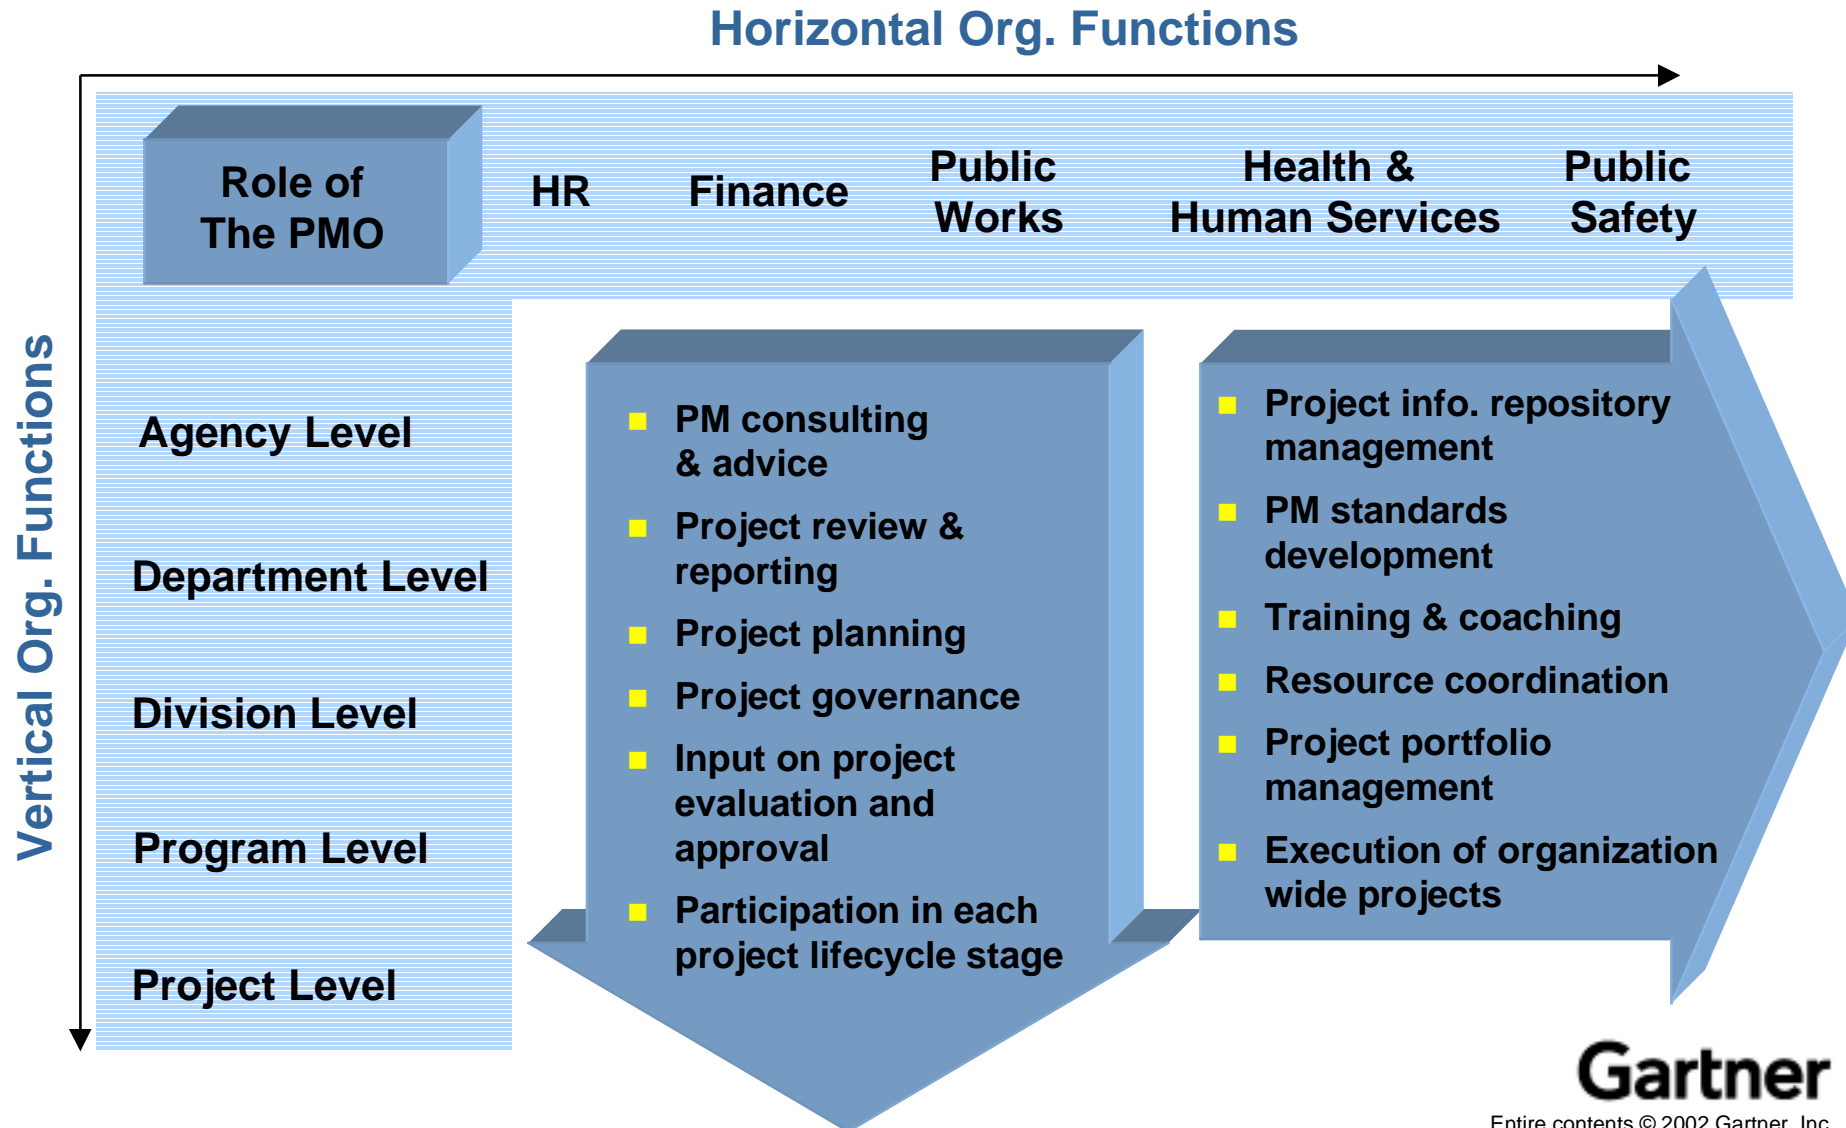 Horizontal Org. Functions
Role of
The PMO
HR
Finance
Public
Works
Health &
Human Services
Public
Safety
Vertical Org. Functions
Agency Level
Department Level
Division Level
Program Level
Project Level
PM consulting
& advice
Project review &
reporting
Project planning
Project governance
Input on project
evaluation and
approval
Participation in each
project lifecycle stage
Project info. repository
management
PM standards
development
Training & coaching
Resource coordination
Project portfolio
management
Execution of organization
wide projects
Gartner
Entire contents © 2002 Gartner, Inc.